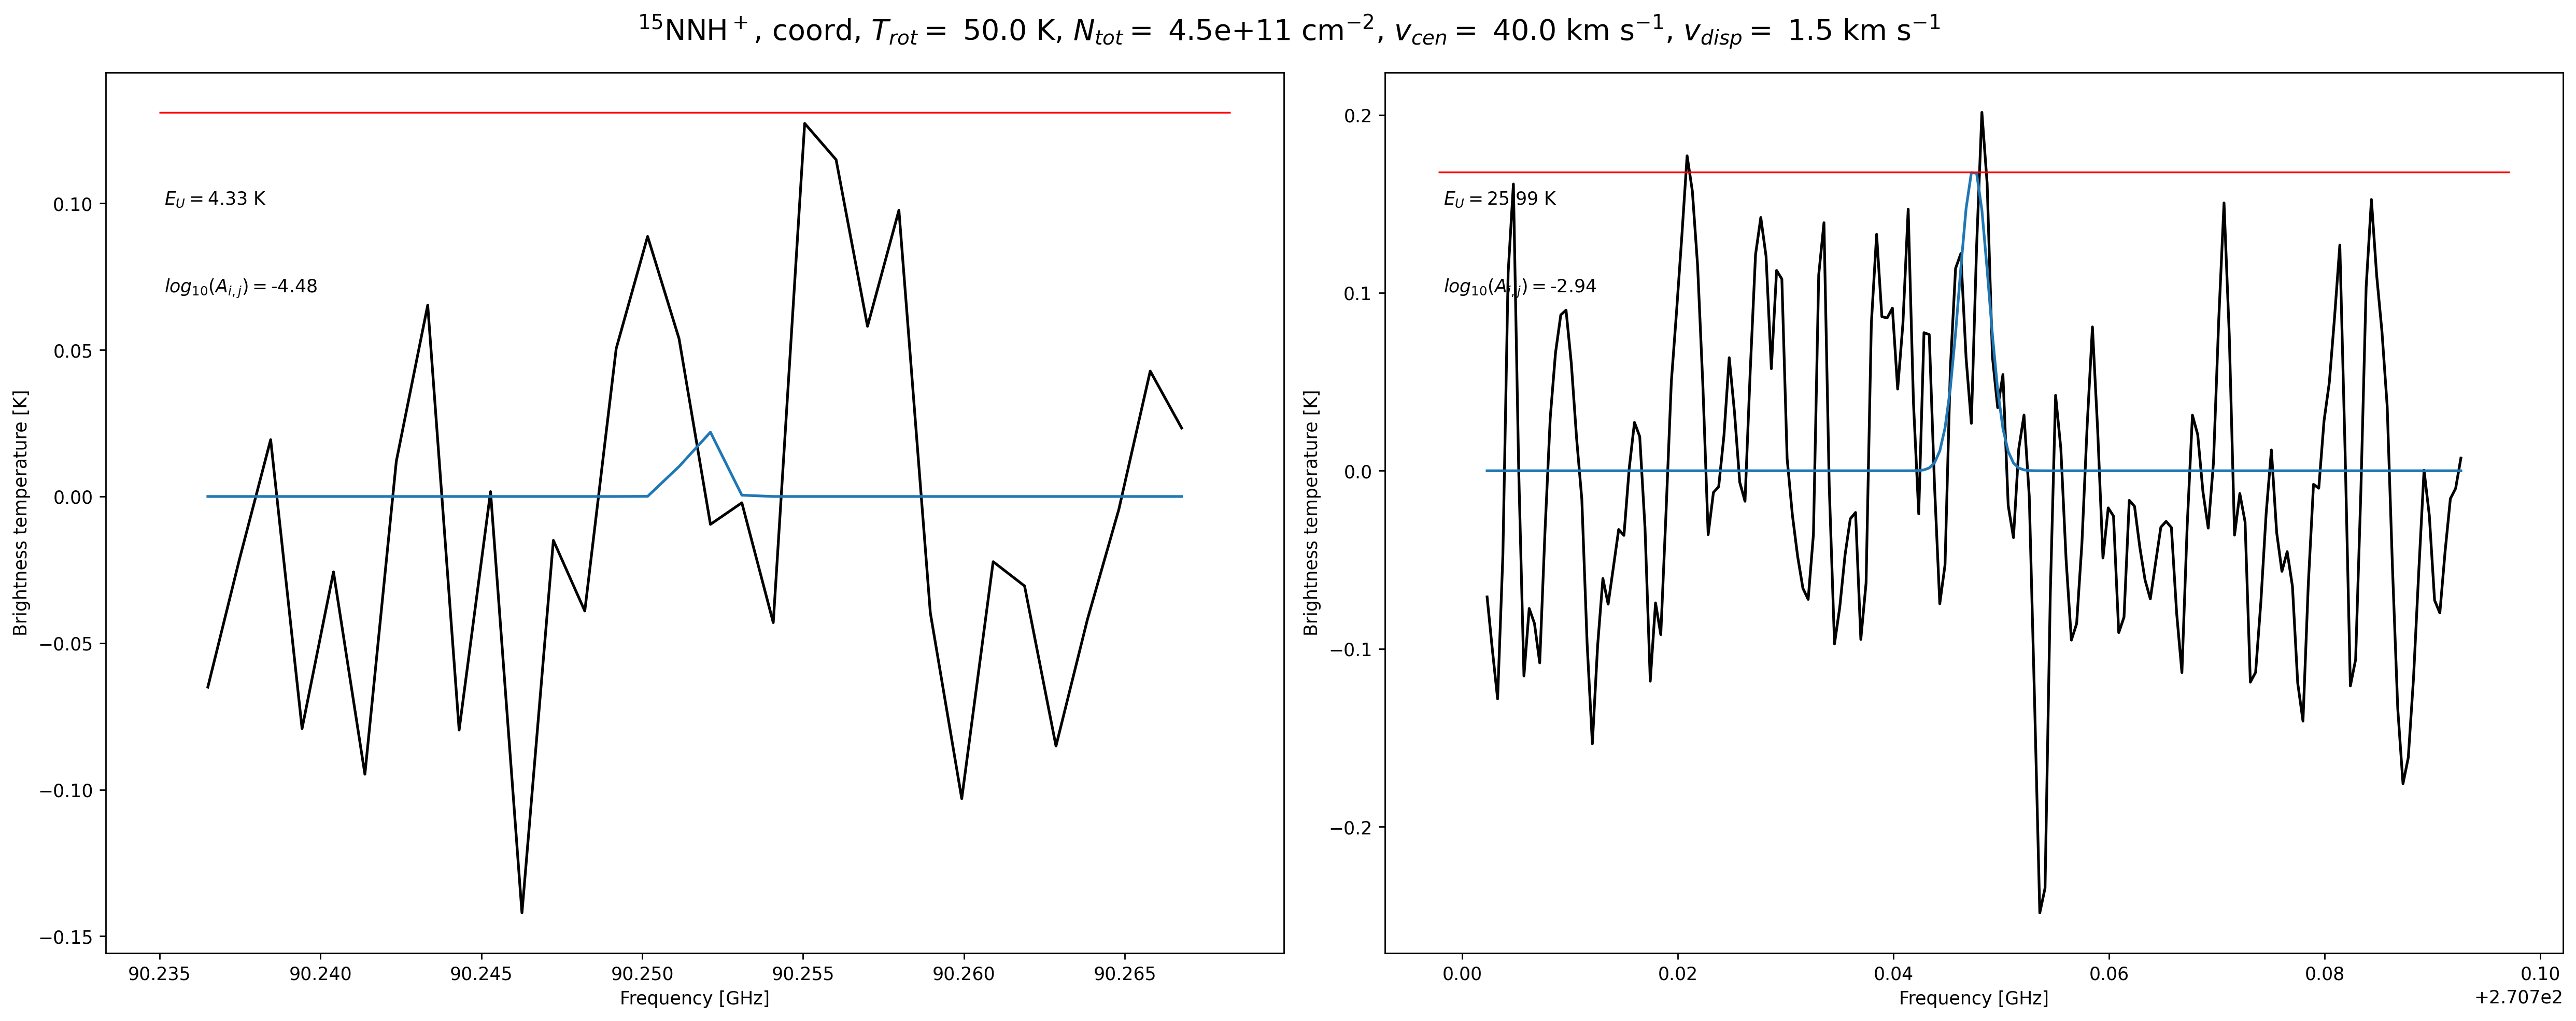 ¹⁵NNH⁺, coord, T_rot = 50.0 K, N_tot = 4.5e+11 cm⁻², v_cen = 40.0 km s⁻¹, v_disp = 1.5 km s⁻¹
Brightness temperature [K]
0.10
0.05
0.00
−0.05
−0.10
−0.15
E_U = 4.33 K
log₁₀(A_i,j) = -4.48
90.235 90.240 90.245 90.250 90.255 90.260 90.265
Frequency [GHz]
Brightness temperature [K]
0.2
0.1
0.0
−0.1
−0.2
E_U = 25.99 K
log₁₀(A_i,j) = -2.94
0.00 0.02 0.04 0.06 0.08 0.10
Frequency [GHz]
+2.707e2